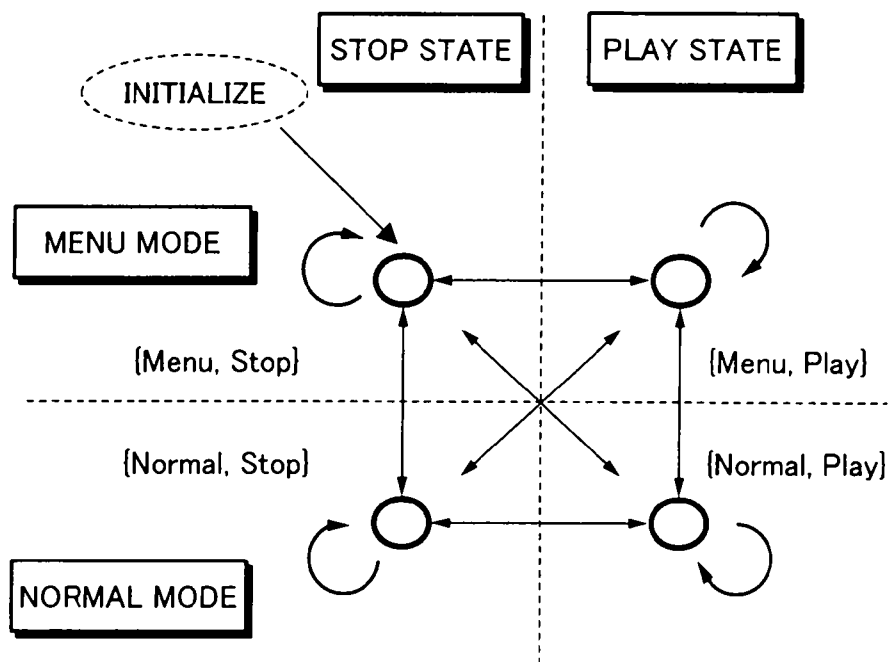 STOP STATE
PLAY STATE
INITIALIZE
MENU MODE
{Menu, Stop}
{Menu, Play}
{Normal, Stop}
{Normal, Play}
NORMAL MODE